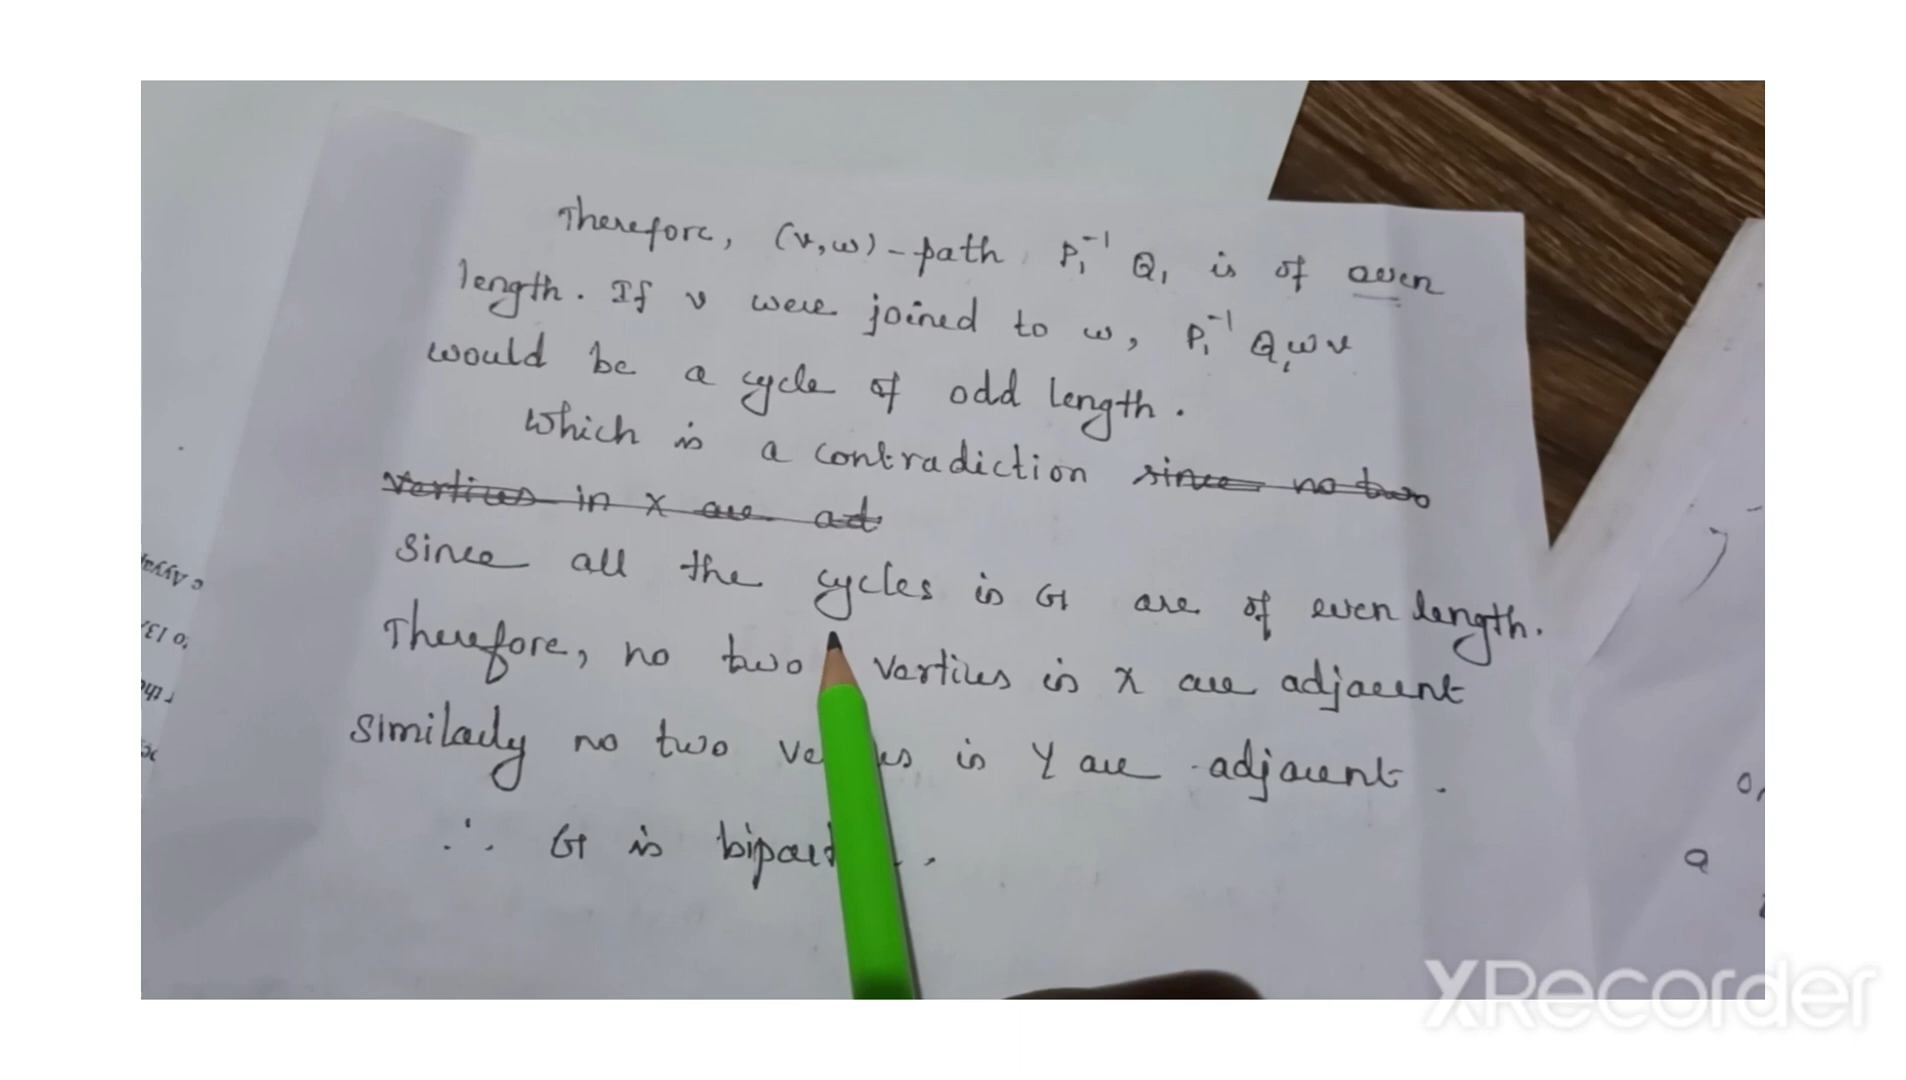 Therefore, (v,w)-path P₁⁻¹ Q₁ is of even
length. If v were joined to w, P₁⁻¹ Q₁wv
would be a cycle of odd length.
Which is a contradiction since no two
vertices in X are ad
since all the cycles is G are of even length.
Therefore, no two vertices in X are adjacent
similarly no two in Y are adjacent.
∴ G is
XRecorder